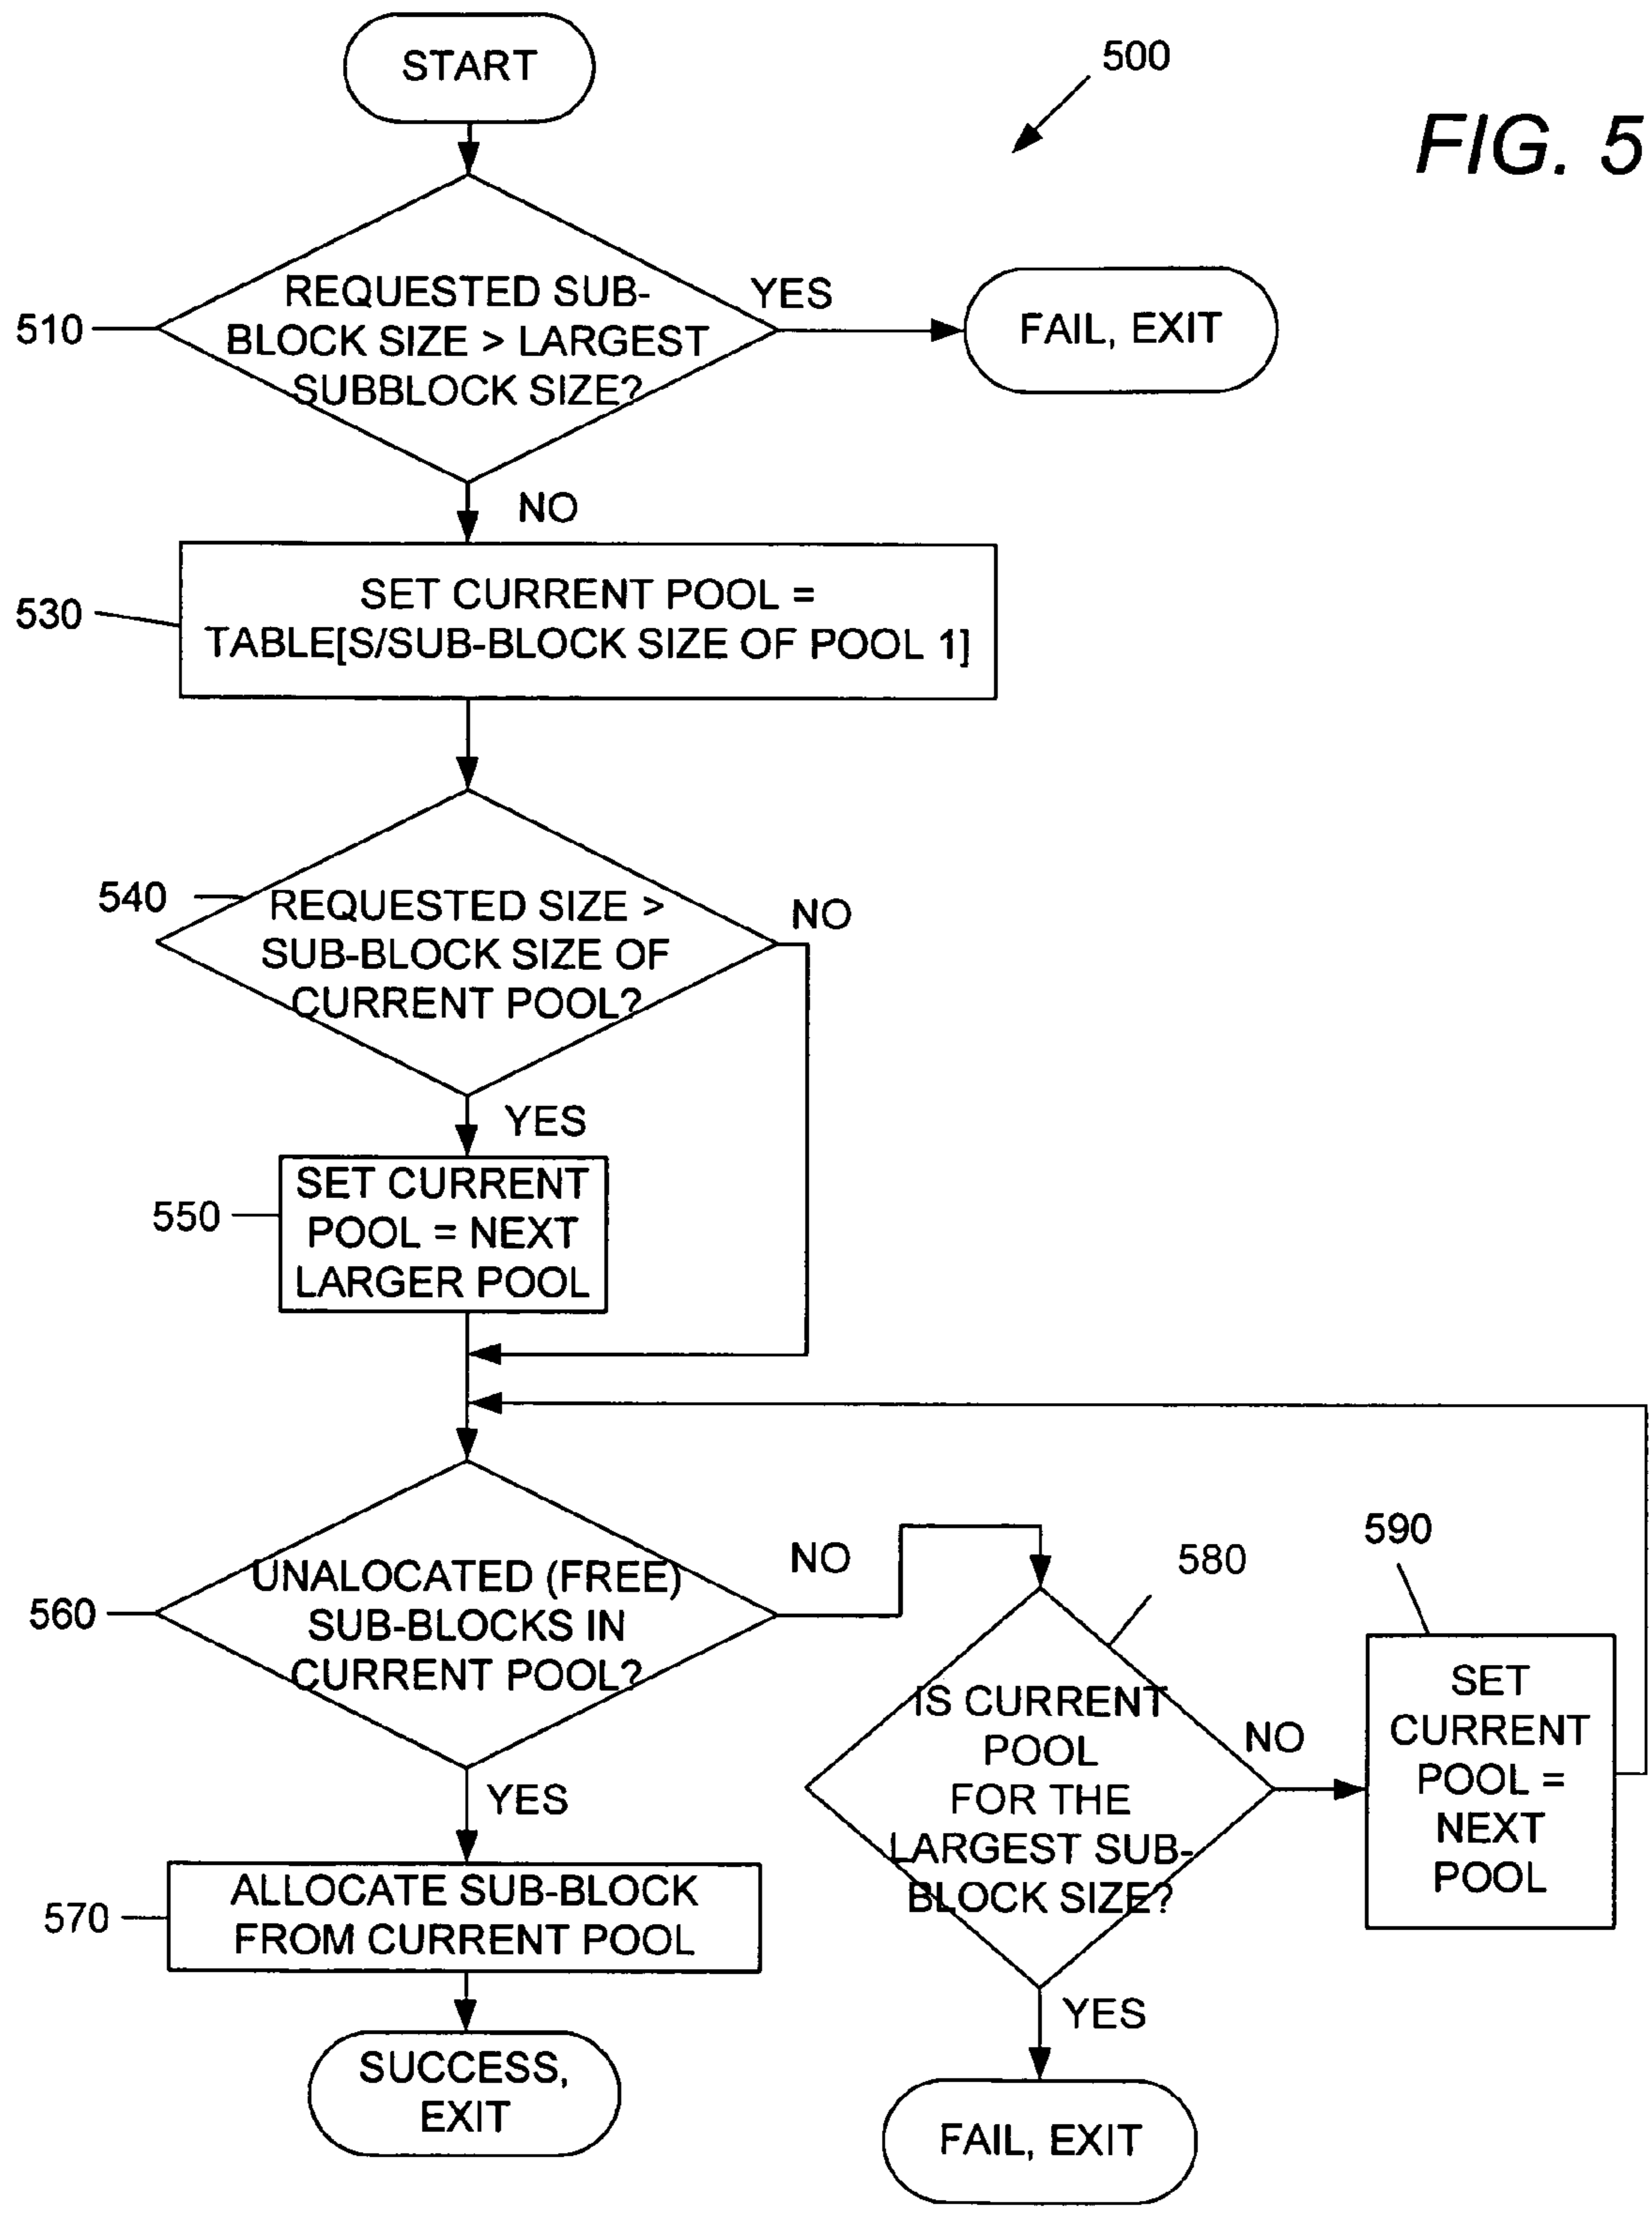 START
500
FIG. 5
REQUESTED SUB-
BLOCK SIZE > LARGEST
SUBBLOCK SIZE?
510
YES
FAIL, EXIT
NO
530
SET CURRENT POOL =
TABLE[S/SUB-BLOCK SIZE OF POOL 1]
540
REQUESTED SIZE >
SUB-BLOCK SIZE OF
CURRENT POOL?
NO
YES
550
SET CURRENT
POOL = NEXT
LARGER POOL
560
UNALOCATED (FREE)
SUB-BLOCKS IN
CURRENT POOL?
NO
580
590
IS CURRENT
POOL
FOR THE
LARGEST SUB-
BLOCK SIZE?
NO
SET
CURRENT
POOL =
NEXT
POOL
YES
570
ALLOCATE SUB-BLOCK
FROM CURRENT POOL
YES
SUCCESS,
EXIT
FAIL, EXIT